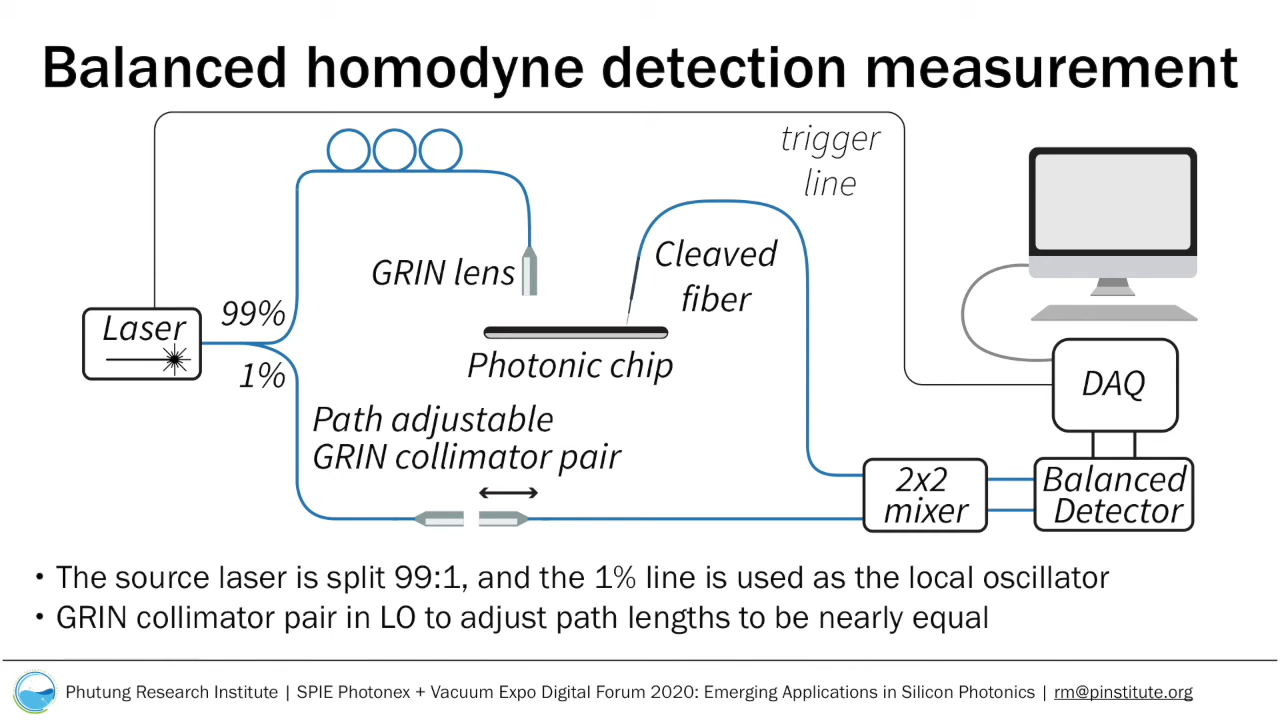 Balanced homodyne detection measurement
trigger
line
GRIN lens
Cleaved
fiber
99%
Laser
1%
Photonic chip
DAQ
Path adjustable
GRIN collimator pair
2x2
mixer
Balanced
Detector
• The source laser is split 99:1, and the 1% line is used as the local oscillator
• GRIN collimator pair in LO to adjust path lengths to be nearly equal
Phutung Research Institute | SPIE Photonex + Vacuum Expo Digital Forum 2020: Emerging Applications in Silicon Photonics | rm@pinstitute.org